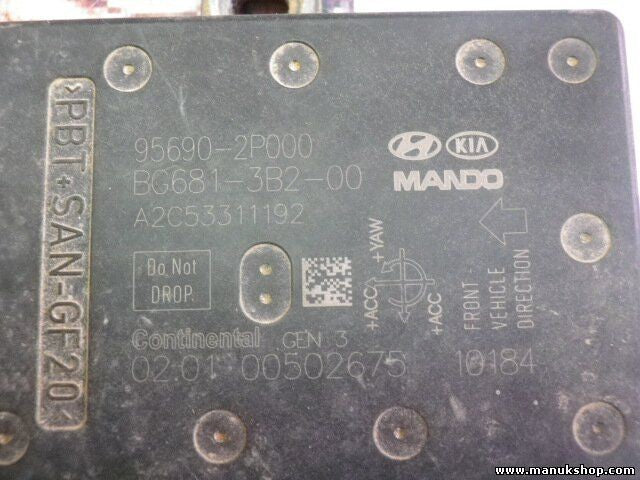 >PBT+SAN-GF20<
95690-2P000
BG681-3B2-00
A2C53311192
KIA
MANDO
Do Not
DROP.
+YAW
+ACC
+ACC
FRONT-
VEHICLE
DIRECTION
Continental GEN 3
02.01 00502675 10184
www.manukshop.com